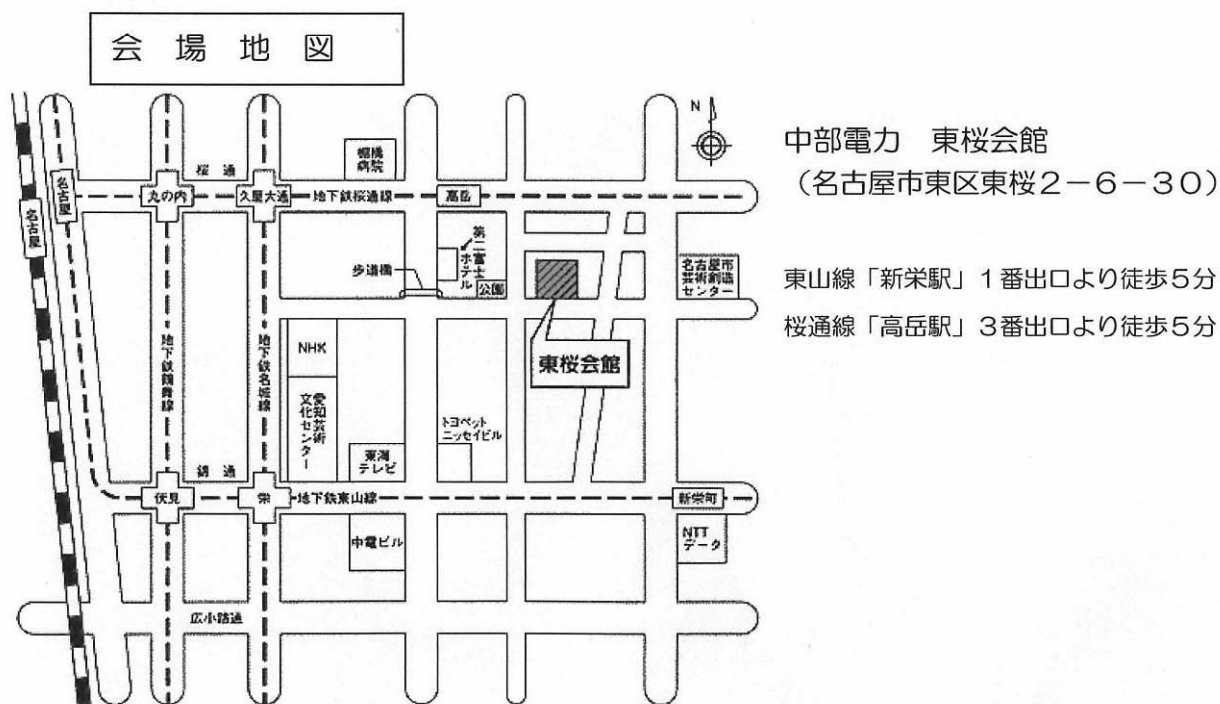 会場地図
N
中部電力 東桜会館
（名古屋市東区東桜２－６－３０）
東山線「新栄駅」１番出口より徒歩５分
桜通線「高岳駅」３番出口より徒歩５分
棚橋
病院
桜通
名古屋
名古屋
丸の内
久屋大通
地下鉄桜通線
高岳
第二富士
ホテル
歩道橋
公園
名古屋市
芸術創造
センター
地下鉄鶴舞線
地下鉄名城線
NHK
東桜会館
愛知芸術
文化センター
トヨペット
ニッセイビル
東海
テレビ
錦通
伏見
栄
地下鉄東山線
新栄町
中電ビル
NTT
データ
広小路通